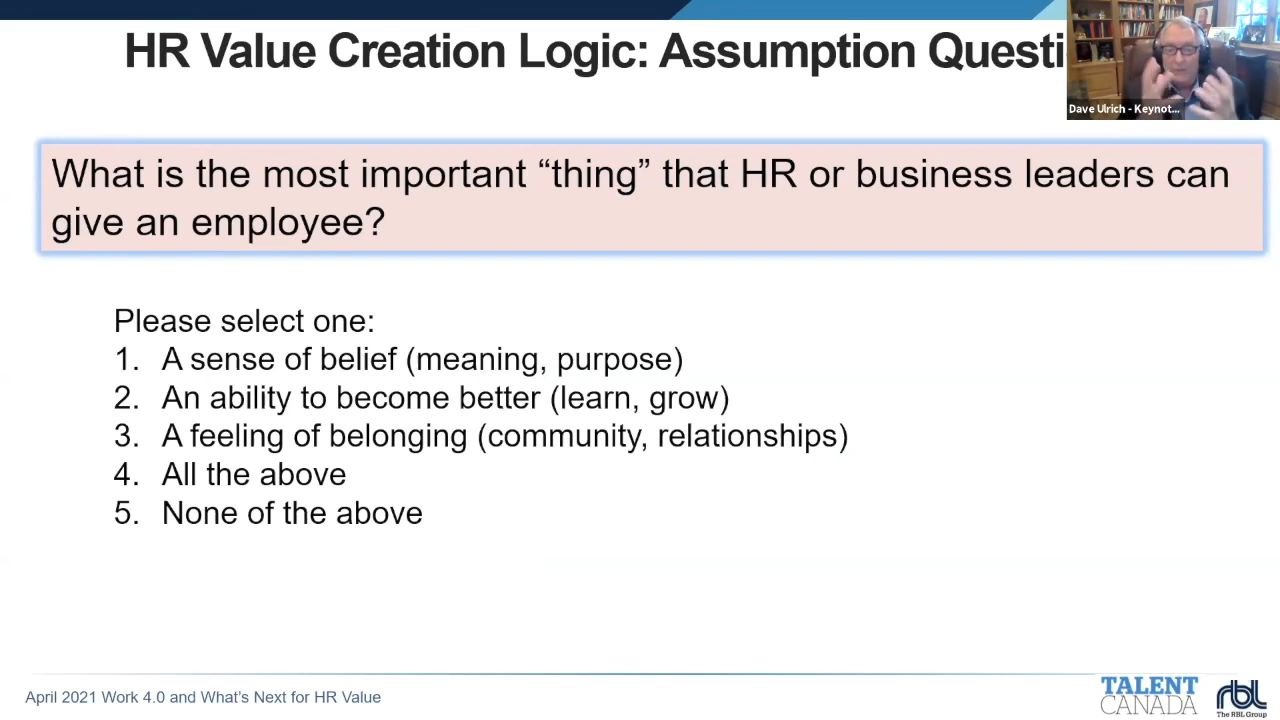 HR Value Creation Logic: Assumption Questi
Dave Ulrich - Keynot...
What is the most important “thing” that HR or business leaders can
give an employee?
Please select one:
1. A sense of belief (meaning, purpose)
2. An ability to become better (learn, grow)
3. A feeling of belonging (community, relationships)
4. All the above
5. None of the above
April 2021 Work 4.0 and What’s Next for HR Value
TALENT
CANADA
rbl
The RBL Group